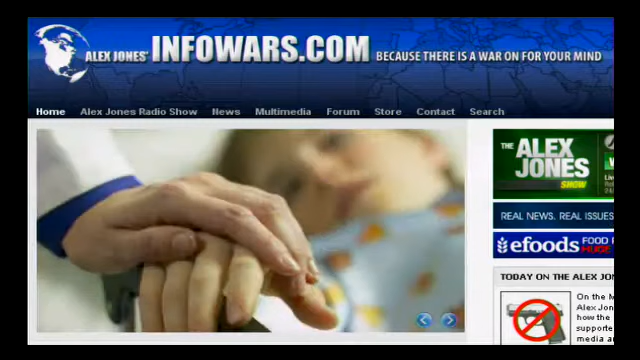 ALEX JONES' INFOWARS.COM BECAUSE THERE IS A WAR ON FOR YOUR MIND
Home Alex Jones Radio Show News Multimedia Forum Store Contact Search
THE ALEX JONES SHOW
REAL NEWS. REAL ISSUES
efoods FOOD
HUGE
TODAY ON THE ALEX JON
On the
Alex Jon
how the
supporte
media a